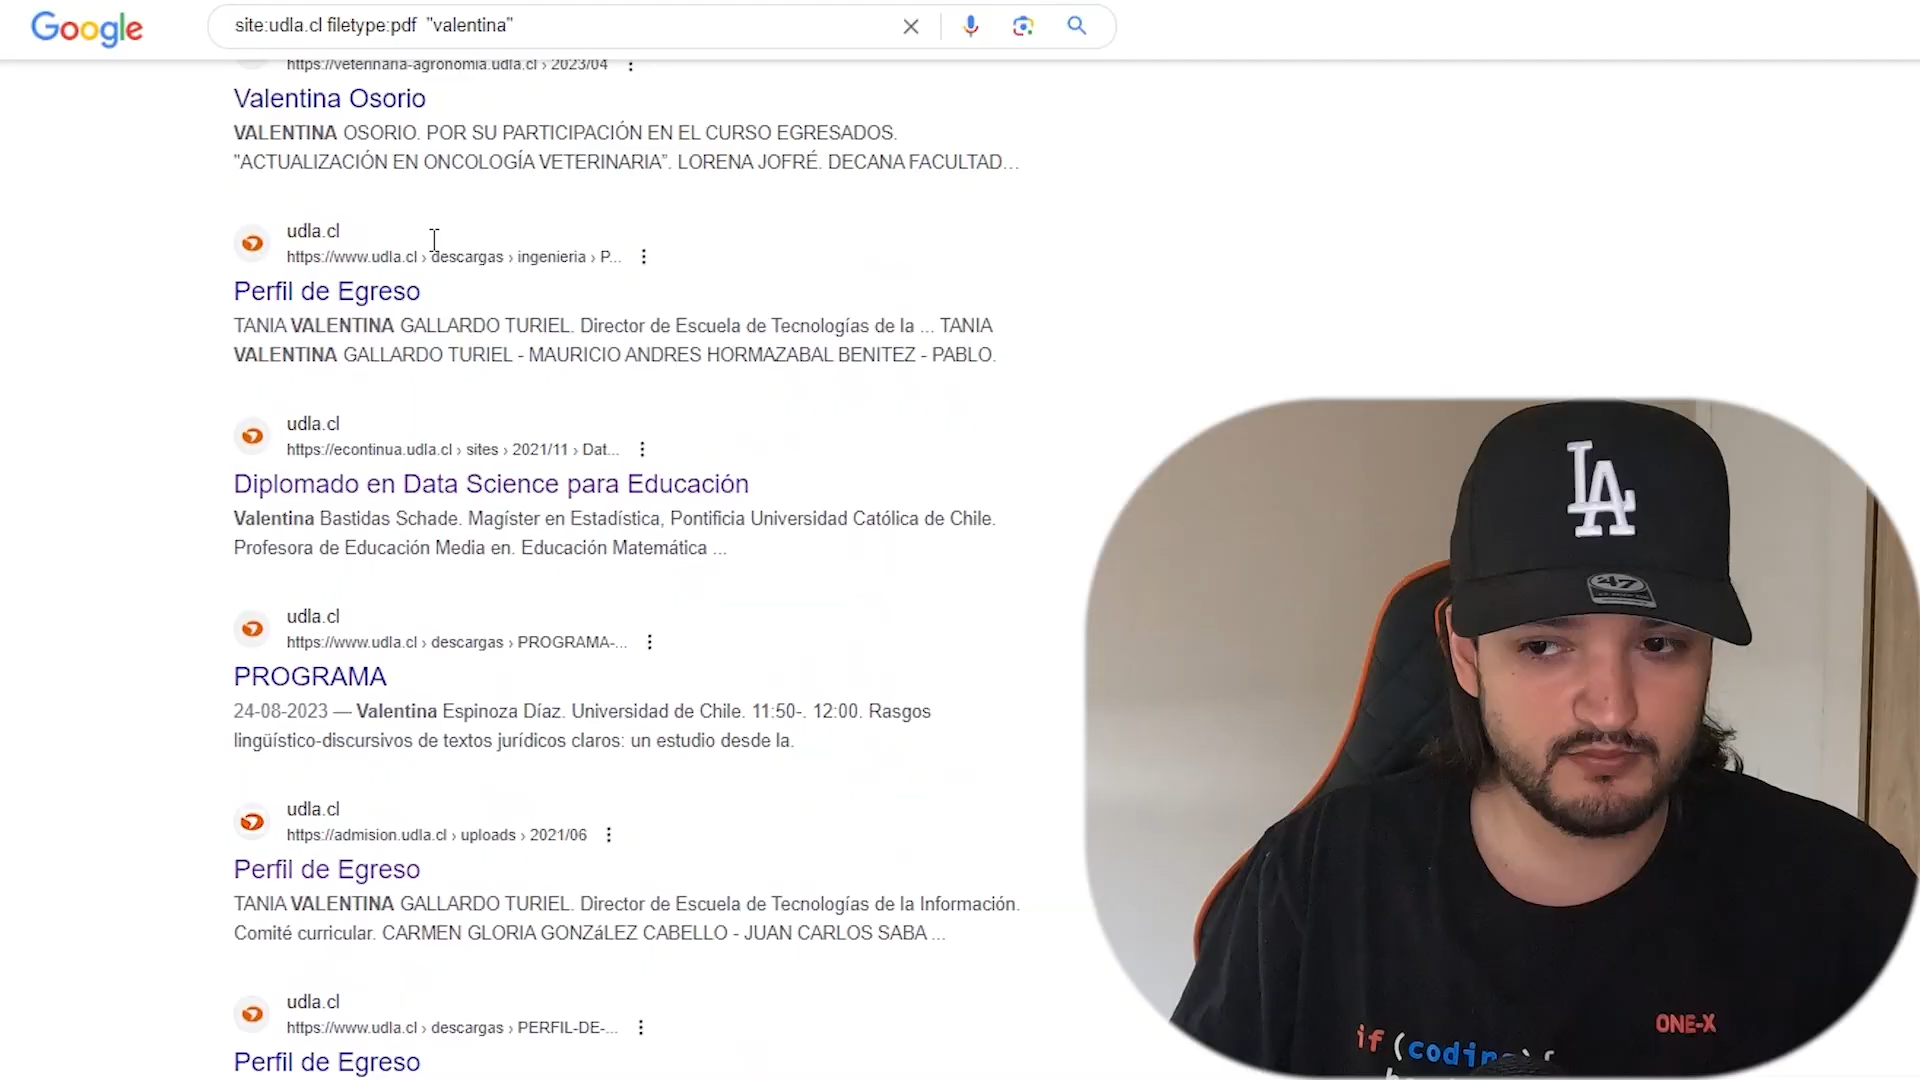 Google
site:udla.cl filetype:pdf "valentina"
https://veterinaria-agronomia.udla.cl › 2023/04
Valentina Osorio
VALENTINA OSORIO. POR SU PARTICIPACIÓN EN EL CURSO EGRESADOS.
"ACTUALIZACIÓN EN ONCOLOGÍA VETERINARIA”. LORENA JOFRÉ. DECANA FACULTAD...
udla.cl
https://www.udla.cl › descargas › ingenieria › P...
Perfil de Egreso
TANIA VALENTINA GALLARDO TURIEL. Director de Escuela de Tecnologías de la ... TANIA
VALENTINA GALLARDO TURIEL - MAURICIO ANDRES HORMAZABAL BENITEZ - PABLO.
udla.cl
https://econtinua.udla.cl › sites › 2021/11 › Dat...
Diplomado en Data Science para Educación
Valentina Bastidas Schade. Magíster en Estadística, Pontificia Universidad Católica de Chile.
Profesora de Educación Media en. Educación Matemática ...
udla.cl
https://www.udla.cl › descargas › PROGRAMA-...
PROGRAMA
24-08-2023 — Valentina Espinoza Díaz. Universidad de Chile. 11:50-. 12:00. Rasgos
lingüístico-discursivos de textos jurídicos claros: un estudio desde la.
udla.cl
https://admision.udla.cl › uploads › 2021/06
Perfil de Egreso
TANIA VALENTINA GALLARDO TURIEL. Director de Escuela de Tecnologías de la Información.
Comité curricular. CARMEN GLORIA GONZáLEZ CABELLO - JUAN CARLOS SABA ...
udla.cl
https://www.udla.cl › descargas › PERFIL-DE-...
Perfil de Egreso
LA
47
ONE-X
if (coding) {